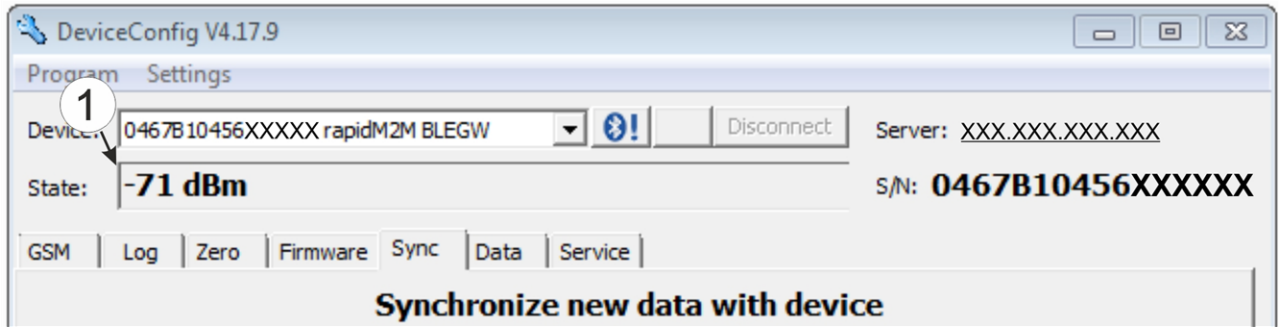 DeviceConfig V4.17.9
Program Settings
1
Device: 0467B10456XXXXX rapidM2M BLEGW Disconnect Server: XXX.XXX.XXX.XXX
State: -71 dBm S/N: 0467B10456XXXXXX
GSM Log Zero Firmware Sync Data Service
Synchronize new data with device